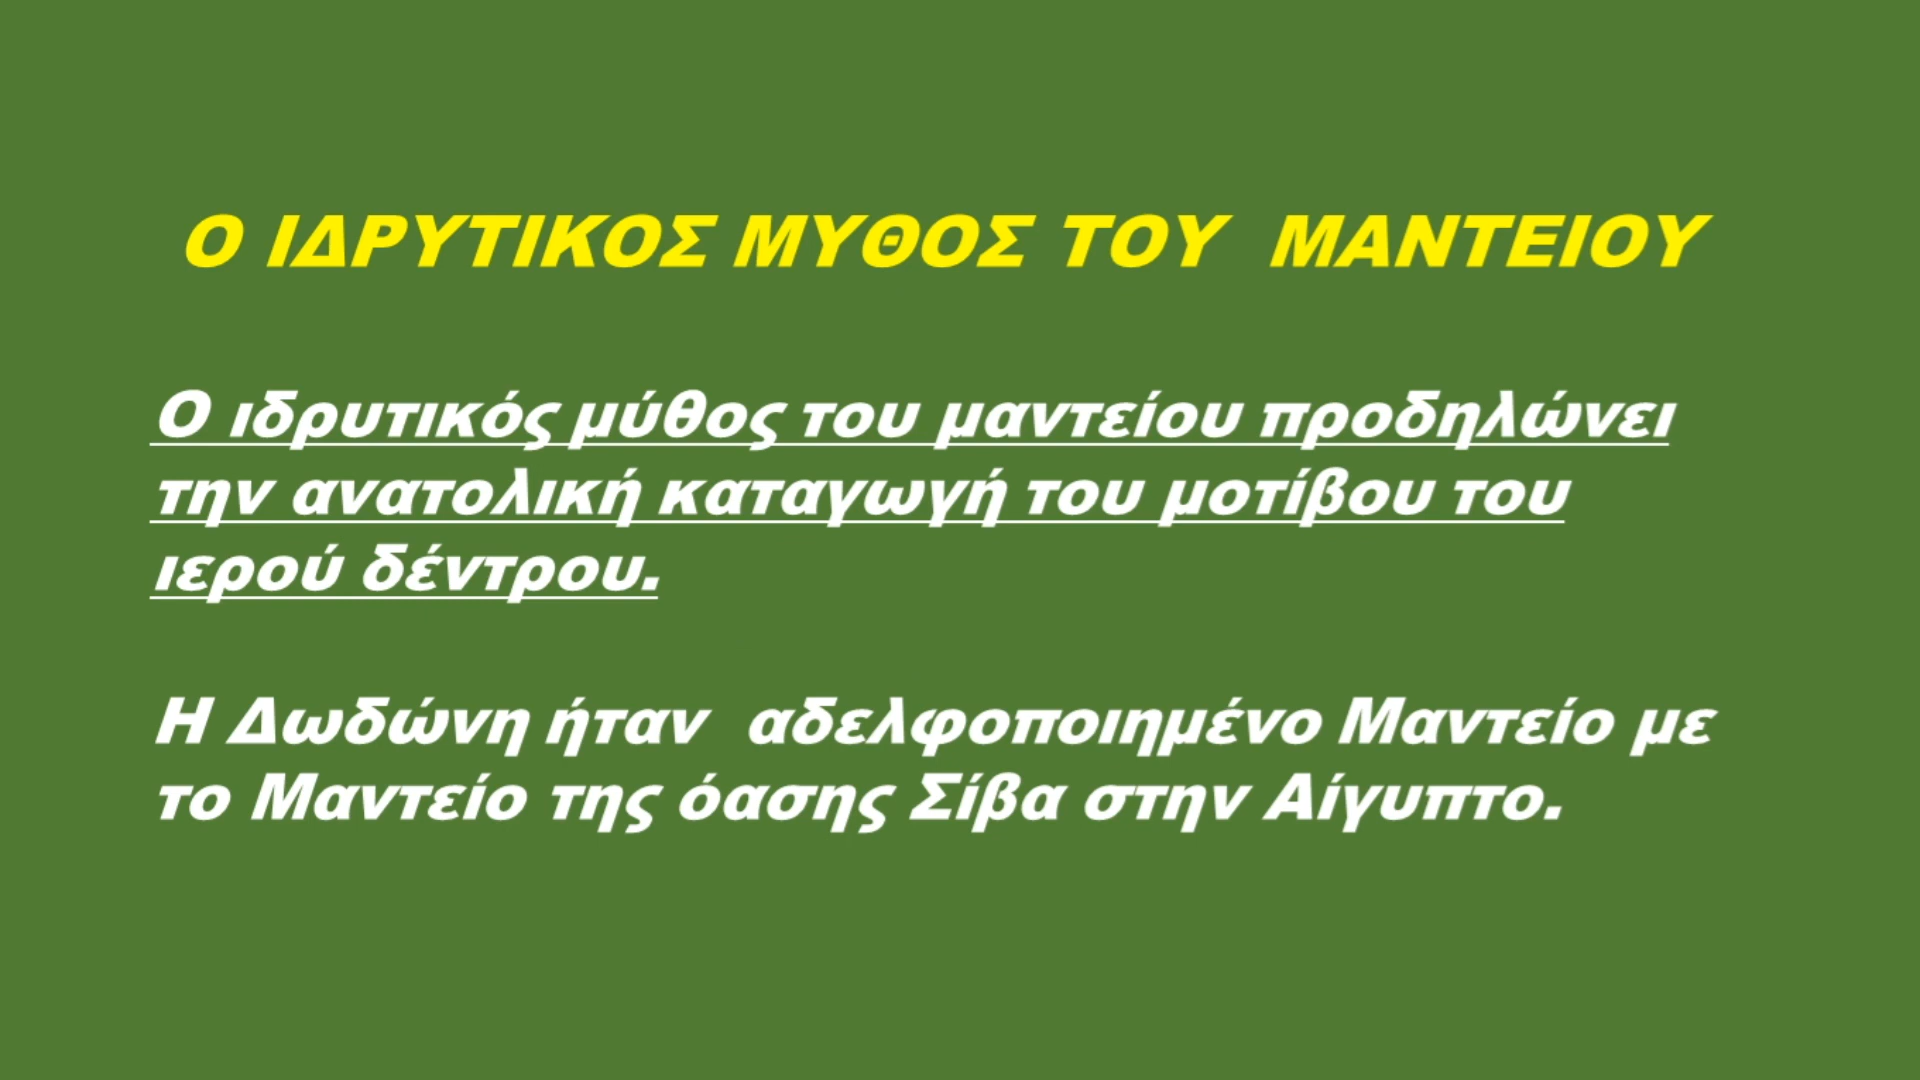 Ο ΙΔΡΥΤΙΚΟΣ ΜΥΘΟΣ ΤΟΥ  ΜΑΝΤΕΙΟΥ
Ο ιδρυτικός μύθος του μαντείου προδηλώνει
την ανατολική καταγωγή του μοτίβου του
ιερού δέντρου.
Η Δωδώνη ήταν  αδελφοποιημένο Μαντείο με
το Μαντείο της όασης Σίβα στην Αίγυπτο.